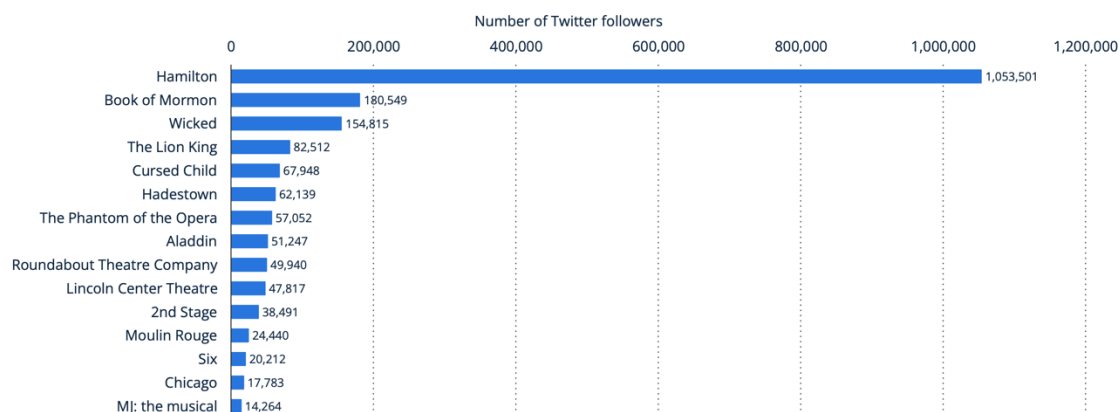 Number of Twitter followers
0 200,000 400,000 600,000 800,000 1,000,000 1,200,000
Hamilton 1,053,501
Book of Mormon 180,549
Wicked 154,815
The Lion King 82,512
Cursed Child 67,948
Hadestown 62,139
The Phantom of the Opera 57,052
Aladdin 51,247
Roundabout Theatre Company 49,940
Lincoln Center Theatre 47,817
2nd Stage 38,491
Moulin Rouge 24,440
Six 20,212
Chicago 17,783
MJ: the musical 14,264